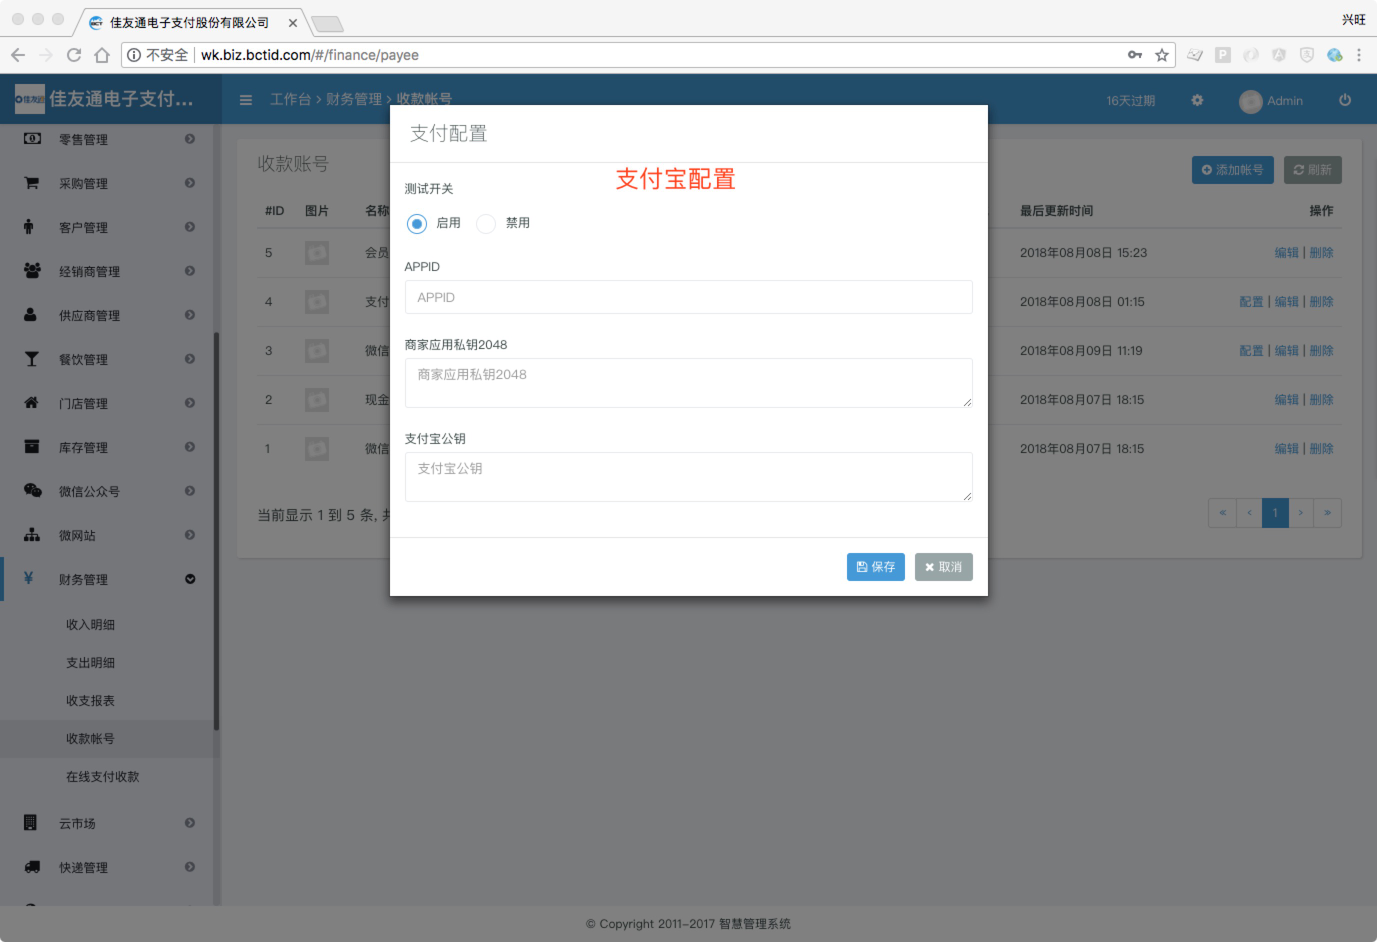 佳友通电子支付股份有限公司
兴旺
不安全
wk.biz.bctid.com/#/finance/payee
佳友通电子支付...
工作台 > 财务管理 > 收款帐号
16天过期
Admin
零售管理
采购管理
客户管理
经销商管理
供应商管理
餐饮管理
门店管理
库存管理
微信公众号
微网站
财务管理
收入明细
支出明细
收支报表
收款帐号
在线支付收款
云市场
快递管理
收款账号
添加帐号
刷新
#ID 图片 名称 最后更新时间 操作
5 会员 2018年08月08日 15:23 编辑 | 删除
4 支付 2018年08月08日 01:15 配置 | 编辑 | 删除
3 微信 2018年08月09日 11:19 配置 | 编辑 | 删除
2 现金 2018年08月07日 18:15 编辑 | 删除
1 微信 2018年08月07日 18:15 编辑 | 删除
当前显示 1 到 5 条, 共
« ‹ 1 › »
支付配置
支付宝配置
测试开关
启用 禁用
APPID
APPID
商家应用私钥2048
商家应用私钥2048
支付宝公钥
支付宝公钥
保存
取消
© Copyright 2011-2017 智慧管理系统